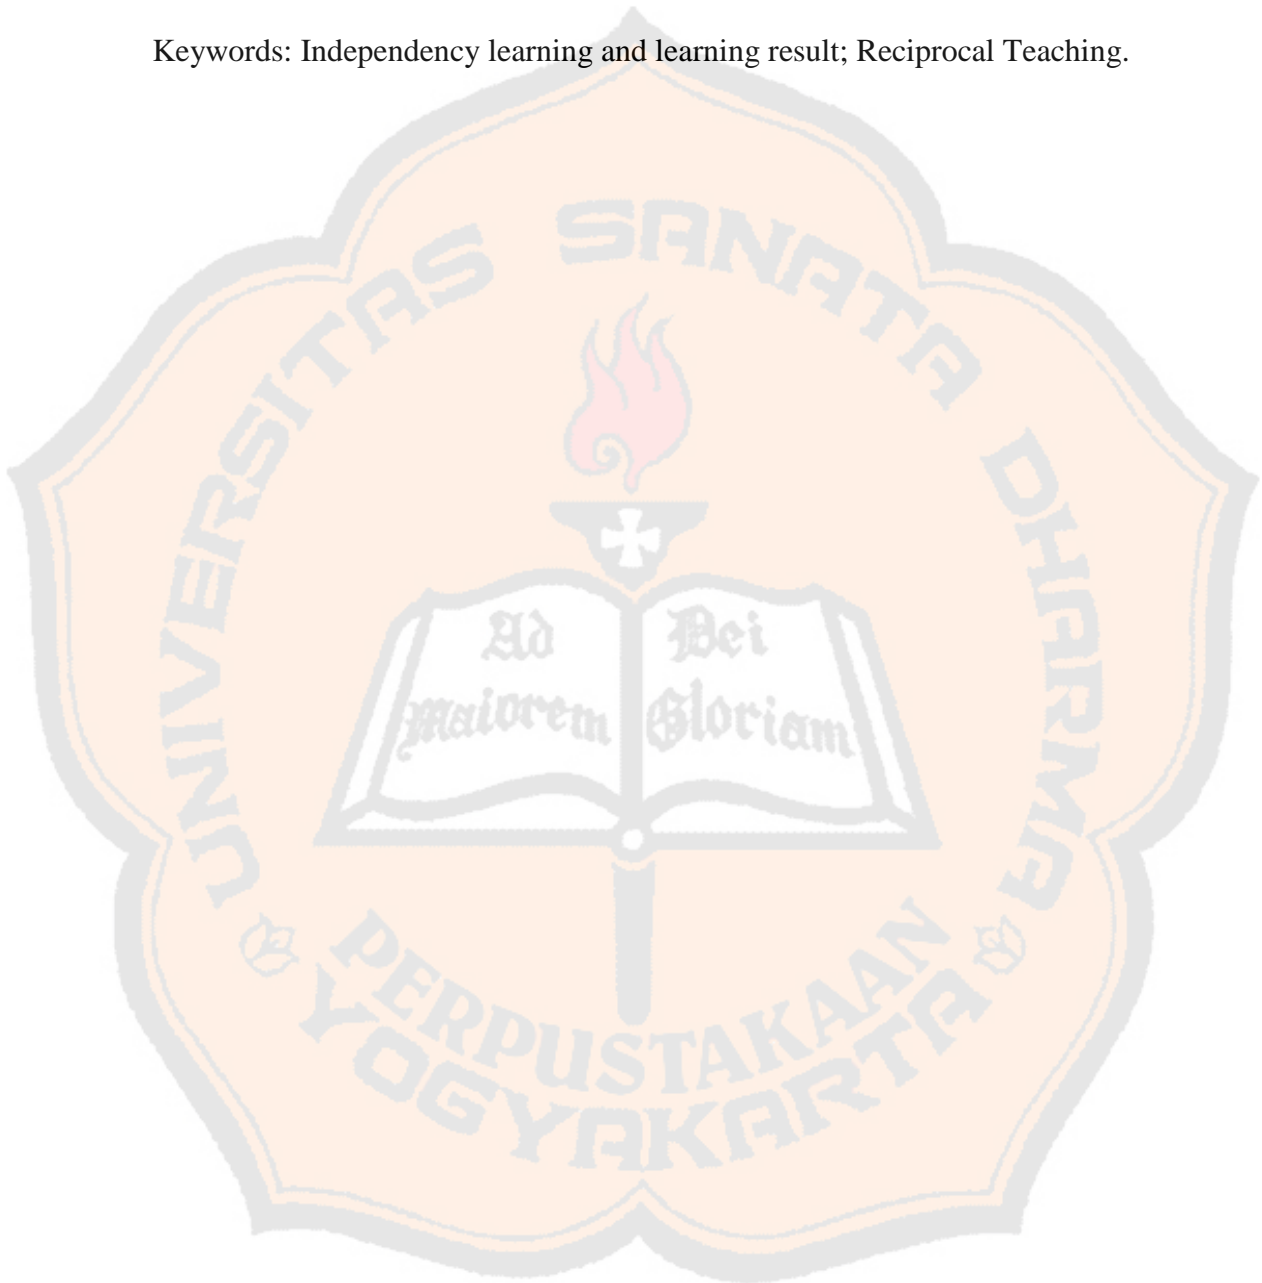 Keywords: Independency learning and learning result; Reciprocal Teaching.
UNIVERSITAS SANATA DHARMA
Ad
maiorem
Dei
Gloriam
PERPUSTAKAAN
YOGYAKARTA